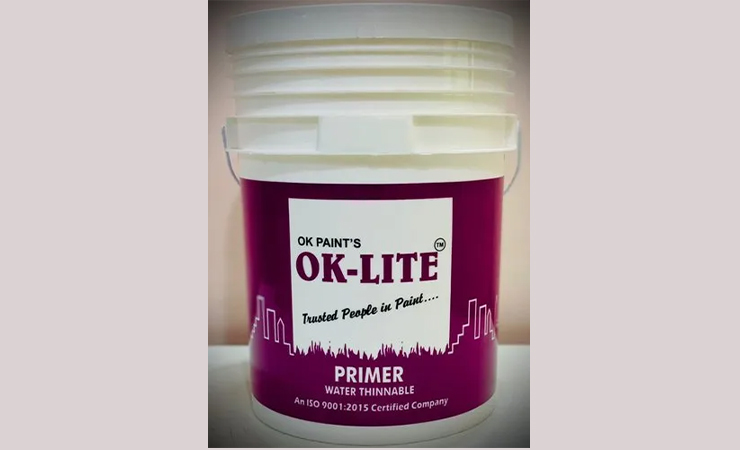 OK PAINT'S
OK-LITE™
Trusted People in Paint....
PRIMER
WATER THINNABLE
An ISO 9001:2015 Certified Company